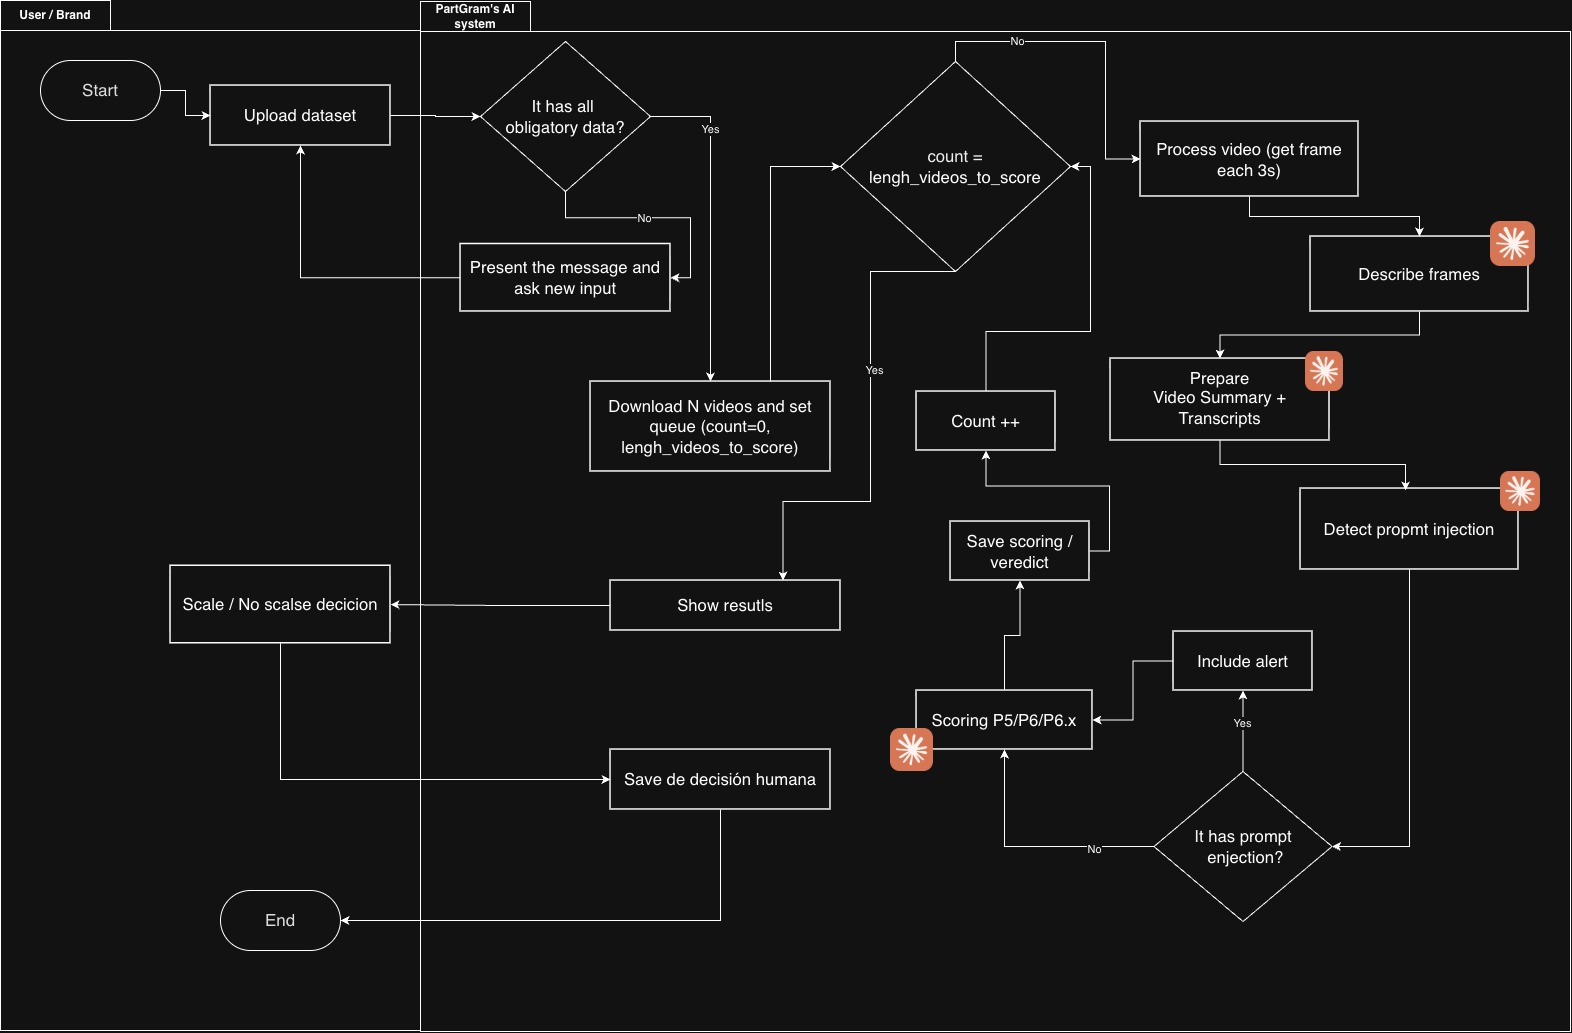 User / Brand
PartGram's AI
system
Start
Upload dataset
It has all
obligatory data?
Yes
No
Present the message and
ask new input
Download N videos and set
queue (count=0,
lengh_videos_to_score)
count =
lengh_videos_to_score
No
Yes
Process video (get frame
each 3s)
Describe frames
Prepare
Video Summary +
Transcripts
Detect propmt injection
It has prompt
enjection?
Yes
No
Include alert
Scoring P5/P6/P6.x
Save scoring /
veredict
Count ++
Show resutls
Scale / No scalse decicion
Save de decisión humana
End